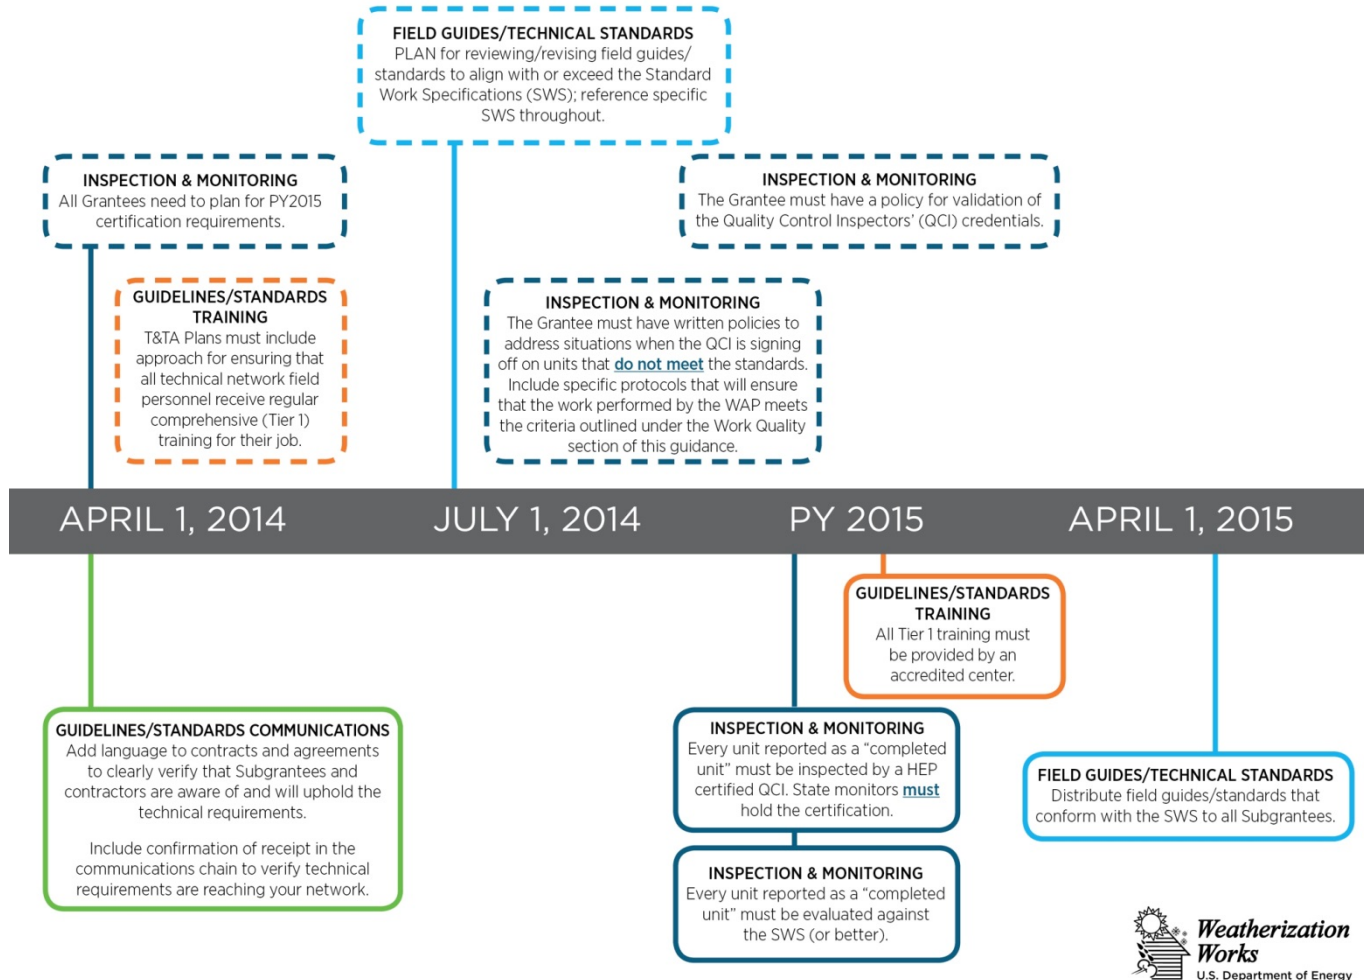 FIELD GUIDES/TECHNICAL STANDARDS
PLAN for reviewing/revising field guides/
standards to align with or exceed the Standard
Work Specifications (SWS); reference specific
SWS throughout.
INSPECTION & MONITORING
All Grantees need to plan for PY2015
certification requirements.
INSPECTION & MONITORING
The Grantee must have a policy for validation of
the Quality Control Inspectors’ (QCI) credentials.
GUIDELINES/STANDARDS
TRAINING
T&TA Plans must include
approach for ensuring that
all technical network field
personnel receive regular
comprehensive (Tier 1)
training for their job.
INSPECTION & MONITORING
The Grantee must have written policies to
address situations when the QCI is signing
off on units that do not meet the standards.
Include specific protocols that will ensure
that the work performed by the WAP meets
the criteria outlined under the Work Quality
section of this guidance.
APRIL 1, 2014
JULY 1, 2014
PY 2015
APRIL 1, 2015
GUIDELINES/STANDARDS
TRAINING
All Tier 1 training must
be provided by an
accredited center.
GUIDELINES/STANDARDS COMMUNICATIONS
Add language to contracts and agreements
to clearly verify that Subgrantees and
contractors are aware of and will uphold the
technical requirements.
Include confirmation of receipt in the
communications chain to verify technical
requirements are reaching your network.
INSPECTION & MONITORING
Every unit reported as a “completed
unit” must be inspected by a HEP
certified QCI. State monitors must
hold the certification.
INSPECTION & MONITORING
Every unit reported as a “completed
unit” must be evaluated against
the SWS (or better).
FIELD GUIDES/TECHNICAL STANDARDS
Distribute field guides/standards that
conform with the SWS to all Subgrantees.
Weatherization
Works
U.S. Department of Energy